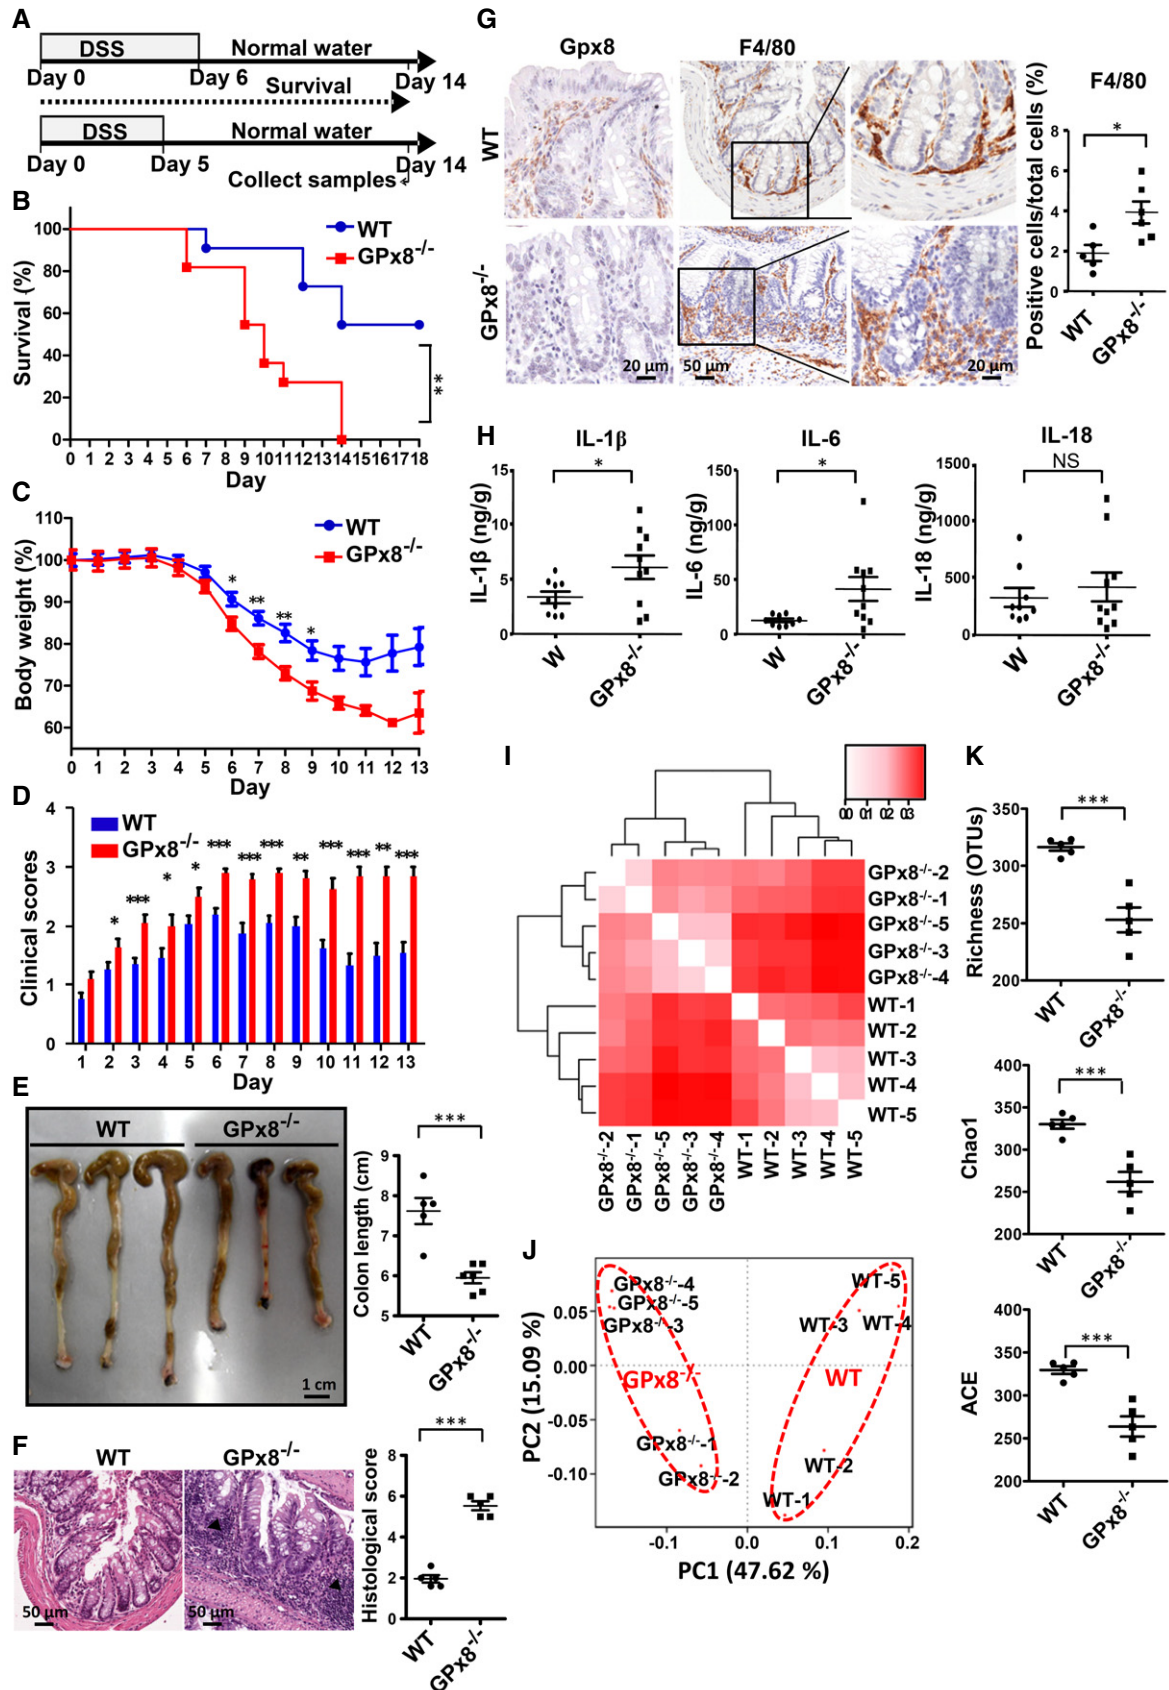 A
DSS
Normal water
Day 0
Day 6
Day 14
Survival
DSS
Normal water
Day 0
Day 5
Day 14
Collect samples
B
WT
GPx8-/-
Survival (%)
100
80
60
40
20
0
**
0 1 2 3 4 5 6 7 8 9 10 11 12 13 14 15 16 17 18
Day
C
WT
GPx8-/-
Body weight (%)
110
100
90
80
70
60
* ** ** *
0 1 2 3 4 5 6 7 8 9 10 11 12 13
Day
D
WT
GPx8-/-
Clinical scores
4
3
2
1
0
* *** * * *** *** *** ** *** *** ** ***
1 2 3 4 5 6 7 8 9 10 11 12 13
Day
E
WT
GPx8-/-
1 cm
Colon length (cm)
9
8
7
6
5
***
WT
GPx8-/-
F
WT
GPx8-/-
50 µm
50 µm
Histological score
8
6
4
2
0
***
WT
GPx8-/-
G
Gpx8
F4/80
WT
GPx8-/-
20 µm
50 µm
20 µm
F4/80
Positive cells/total cells (%)
8
6
4
2
0
*
WT
GPx8-/-
H
IL-1β
IL-1β (ng/g)
15
10
5
0
*
W
GPx8-/-
IL-6
IL-6 (ng/g)
150
100
50
0
*
W
GPx8-/-
IL-18
IL-18 (ng/g)
1500
1000
500
0
NS
W
GPx8-/-
I
00 01 02 03
GPx8-/--2
GPx8-/--1
GPx8-/--5
GPx8-/--3
GPx8-/--4
WT-1
WT-2
WT-3
WT-4
WT-5
GPx8-/--2
GPx8-/--1
GPx8-/--5
GPx8-/--3
GPx8-/--4
WT-1
WT-2
WT-3
WT-4
WT-5
J
PC2 (15.09 %)
0.05
0.00
-0.05
-0.10
GPx8-/--4
GPx8-/--5
GPx8-/--3
GPx8-/-
GPx8-/--1
GPx8-/--2
WT-5
WT-3
WT-4
WT
WT-2
WT-1
-0.1 0.0 0.1 0.2
PC1 (47.62 %)
K
Richness (OTUs)
350
300
250
200
***
WT
GPx8-/-
Chao1
400
350
300
250
200
***
WT
GPx8-/-
ACE
400
350
300
250
200
***
WT
GPx8-/-